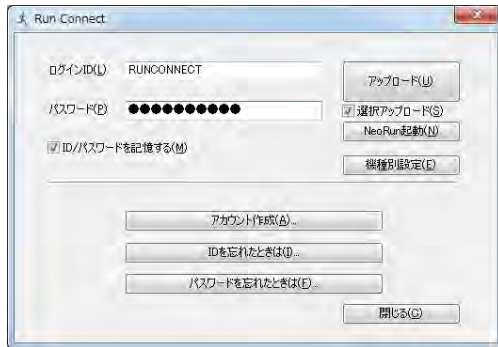 Run Connect
ログインID(L) RUNCONNECT
アップロード(U)
パスワード(P) ●●●●●●●●●●
選択アップロード(S)
NeoRun起動(N)
ID/パスワードを記憶する(M)
機種別設定(E)
アカウント作成(A)...
IDを忘れたときは(I)...
パスワードを忘れたときは(F)...
閉じる(C)